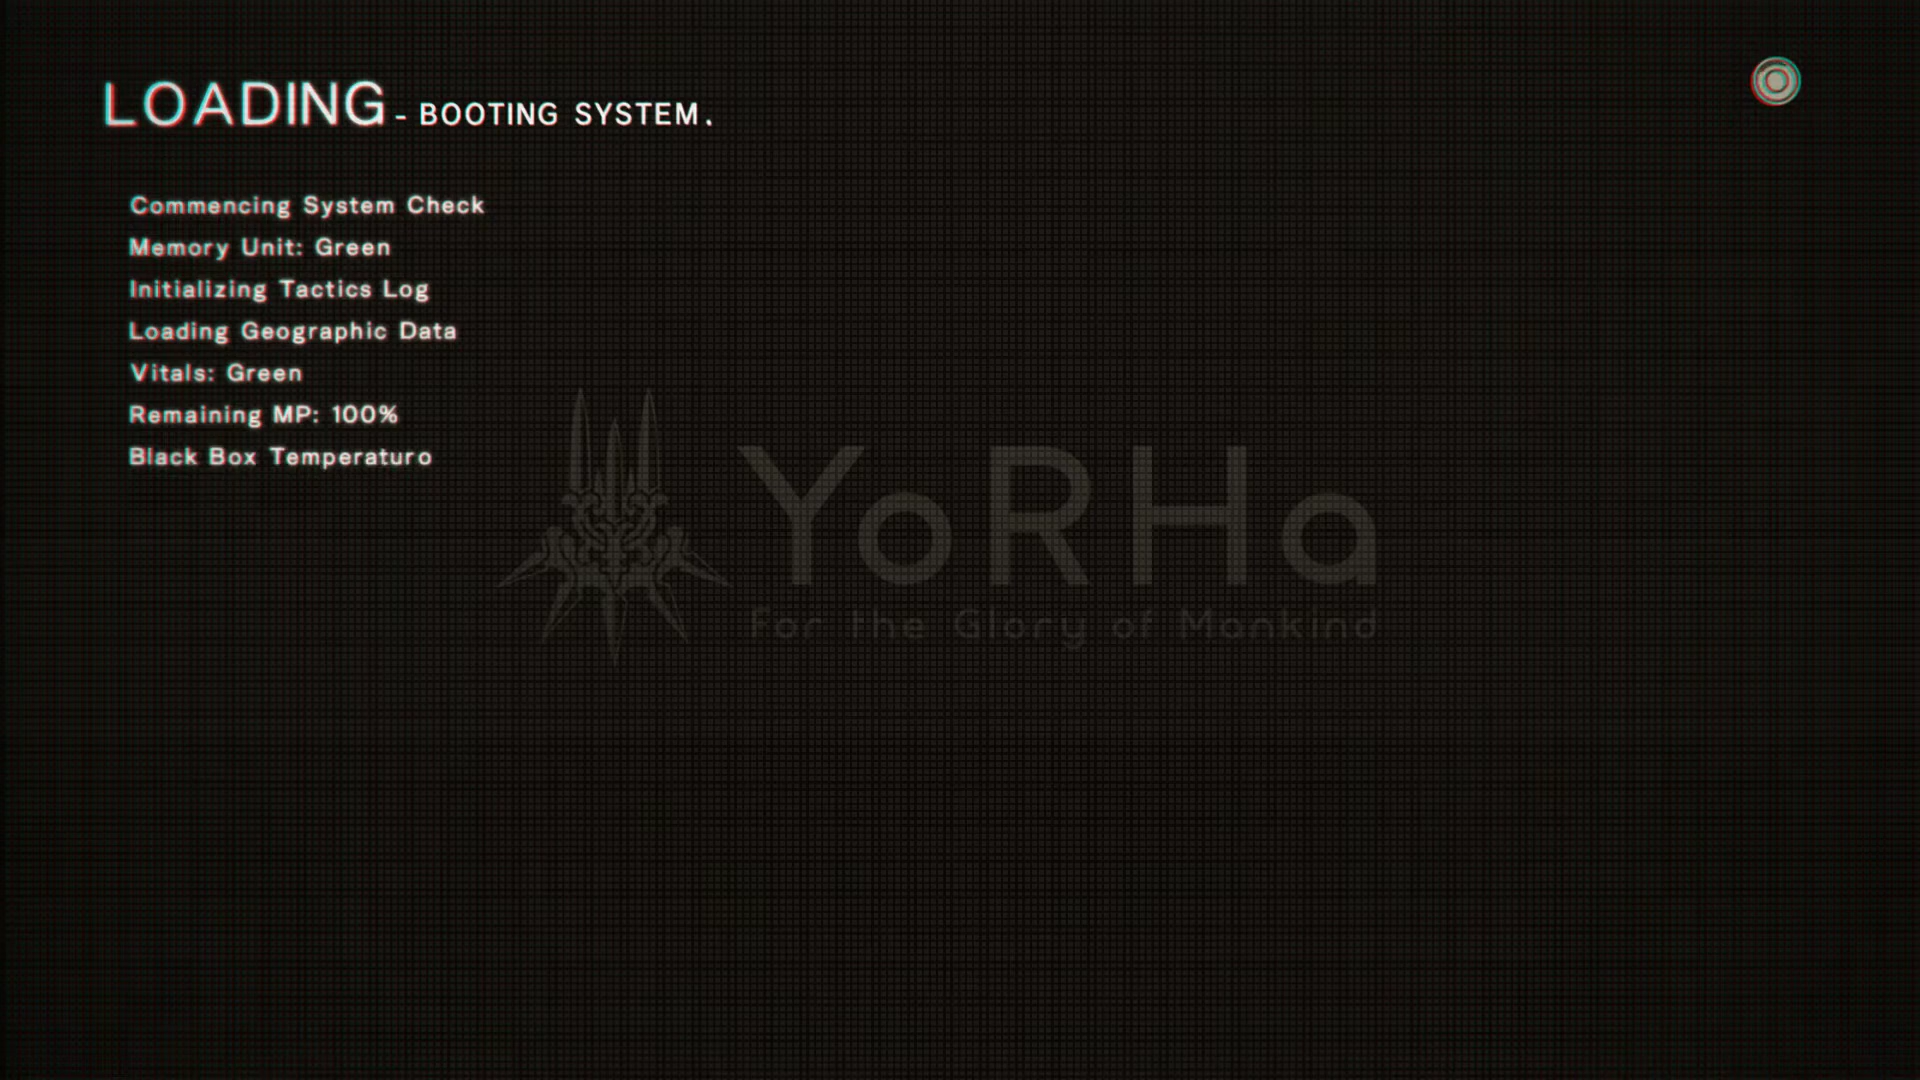 LOADING - BOOTING SYSTEM.
Commencing System Check
Memory Unit: Green
Initializing Tactics Log
Loading Geographic Data
Vitals: Green
Remaining MP: 100%
Black Box Temperaturo
YoRHa
For the Glory of Mankind